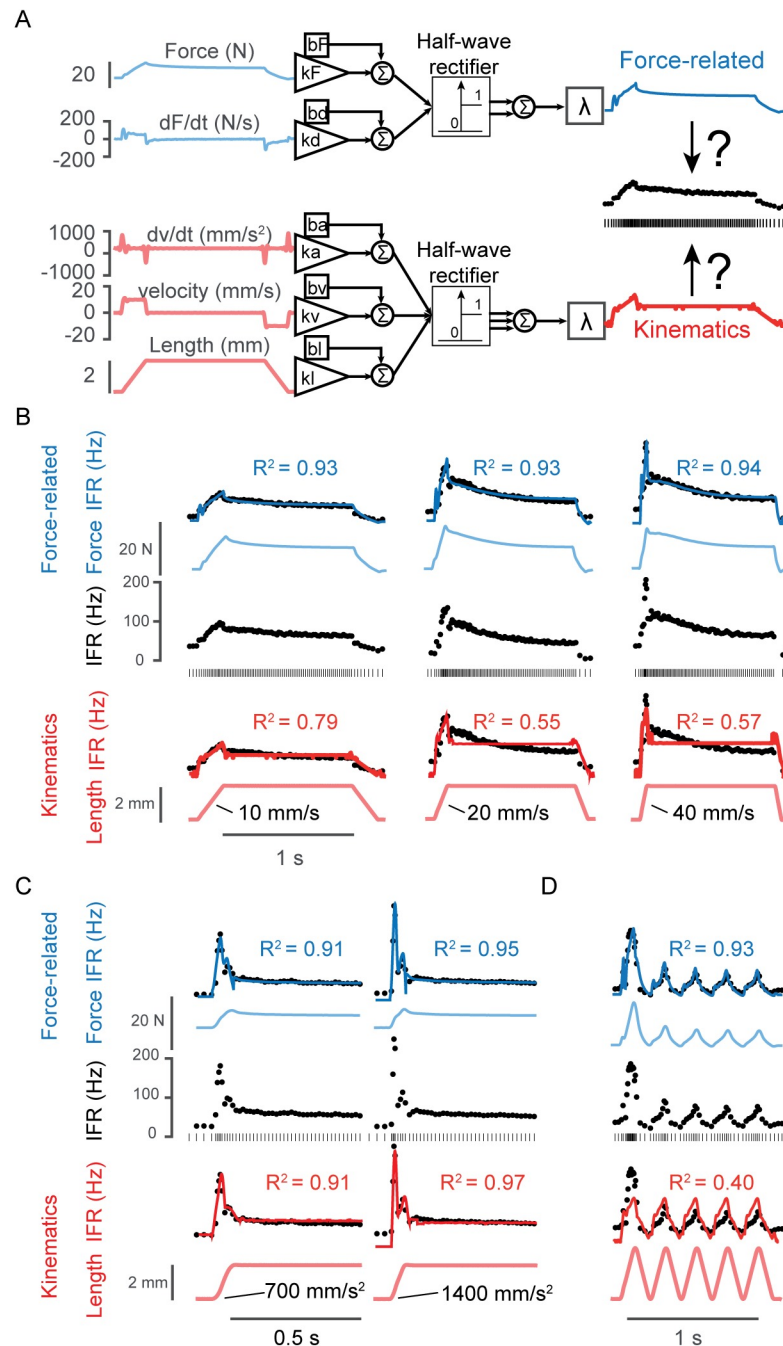 A
Force (N)
20
bF
kF
Σ
Half-wave
rectifier
1
0
Σ
λ
Force-related
200
0
-200
dF/dt (N/s)
bd
kd
Σ
?
1000
0
-1000
dv/dt (mm/s²)
ba
ka
Σ
20
0
-20
velocity (mm/s)
bv
kv
Σ
Half-wave
rectifier
1
0
Σ
λ
?
Kinematics
2
Length (mm)
bl
kl
Σ
B
Force-related
Force IFR (Hz)
R² = 0.93
R² = 0.93
R² = 0.94
20 N
IFR (Hz)
200
100
0
Kinematics
Length IFR (Hz)
R² = 0.79
R² = 0.55
R² = 0.57
2 mm
10 mm/s
20 mm/s
40 mm/s
1 s
C
D
Force-related
Force IFR (Hz)
R² = 0.91
R² = 0.95
R² = 0.93
20 N
IFR (Hz)
200
100
0
Kinematics
Length IFR (Hz)
R² = 0.91
R² = 0.97
R² = 0.40
2 mm
700 mm/s²
1400 mm/s²
0.5 s
1 s